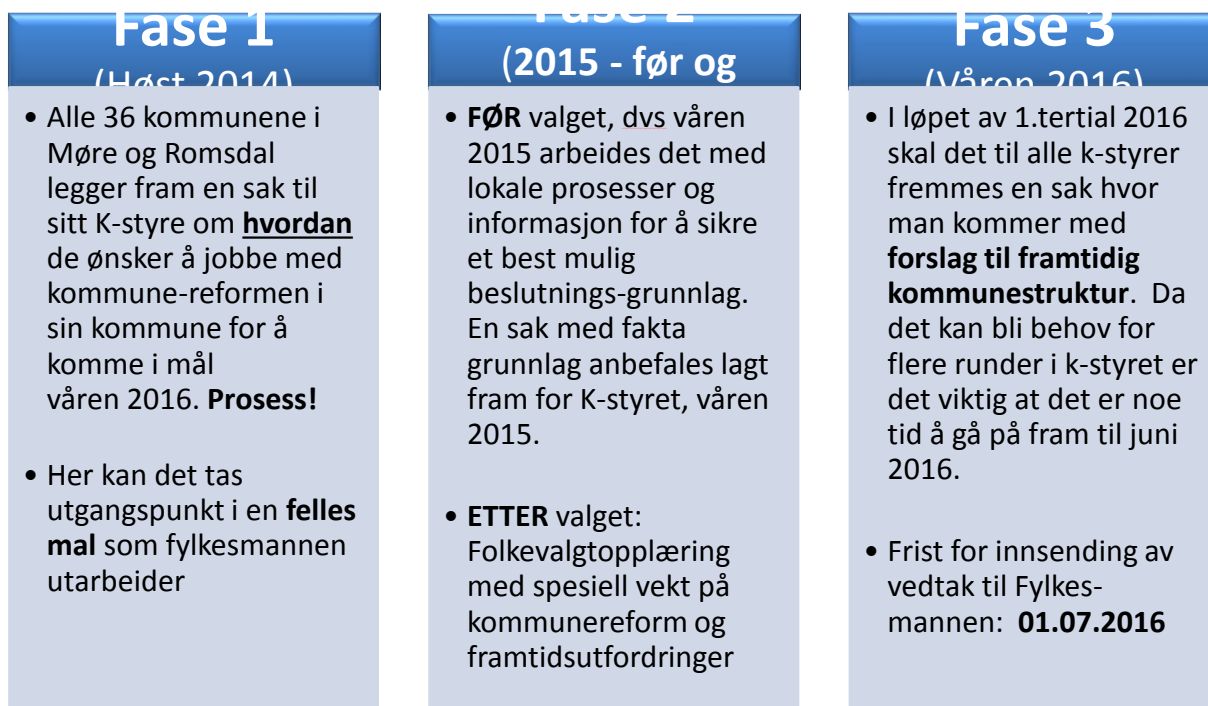 Fase 1
(Høst 2014)
• Alle 36 kommunene i
Møre og Romsdal
legger fram en sak til
sitt K-styre om hvordan
de ønsker å jobbe med
kommune-reformen i
sin kommune for å
komme i mål
våren 2016. Prosess!
• Her kan det tas
utgangspunkt i en felles
mal som fylkesmannen
utarbeider
Fase 2
(2015 - før og
• FØR valget, dvs våren
2015 arbeides det med
lokale prosesser og
informasjon for å sikre
et best mulig
beslutnings-grunnlag.
En sak med fakta
grunnlag anbefales lagt
fram for K-styret, våren
2015.
• ETTER valget:
Folkevalgtopplæring
med spesiell vekt på
kommunereform og
framtidsutfordringer
Fase 3
(Våren 2016)
• I løpet av 1.tertial 2016
skal det til alle k-styrer
fremmes en sak hvor
man kommer med
forslag til framtidig
kommunestruktur. Da
det kan bli behov for
flere runder i k-styret er
det viktig at det er noe
tid å gå på fram til juni
2016.
• Frist for innsending av
vedtak til Fylkes-
mannen: 01.07.2016